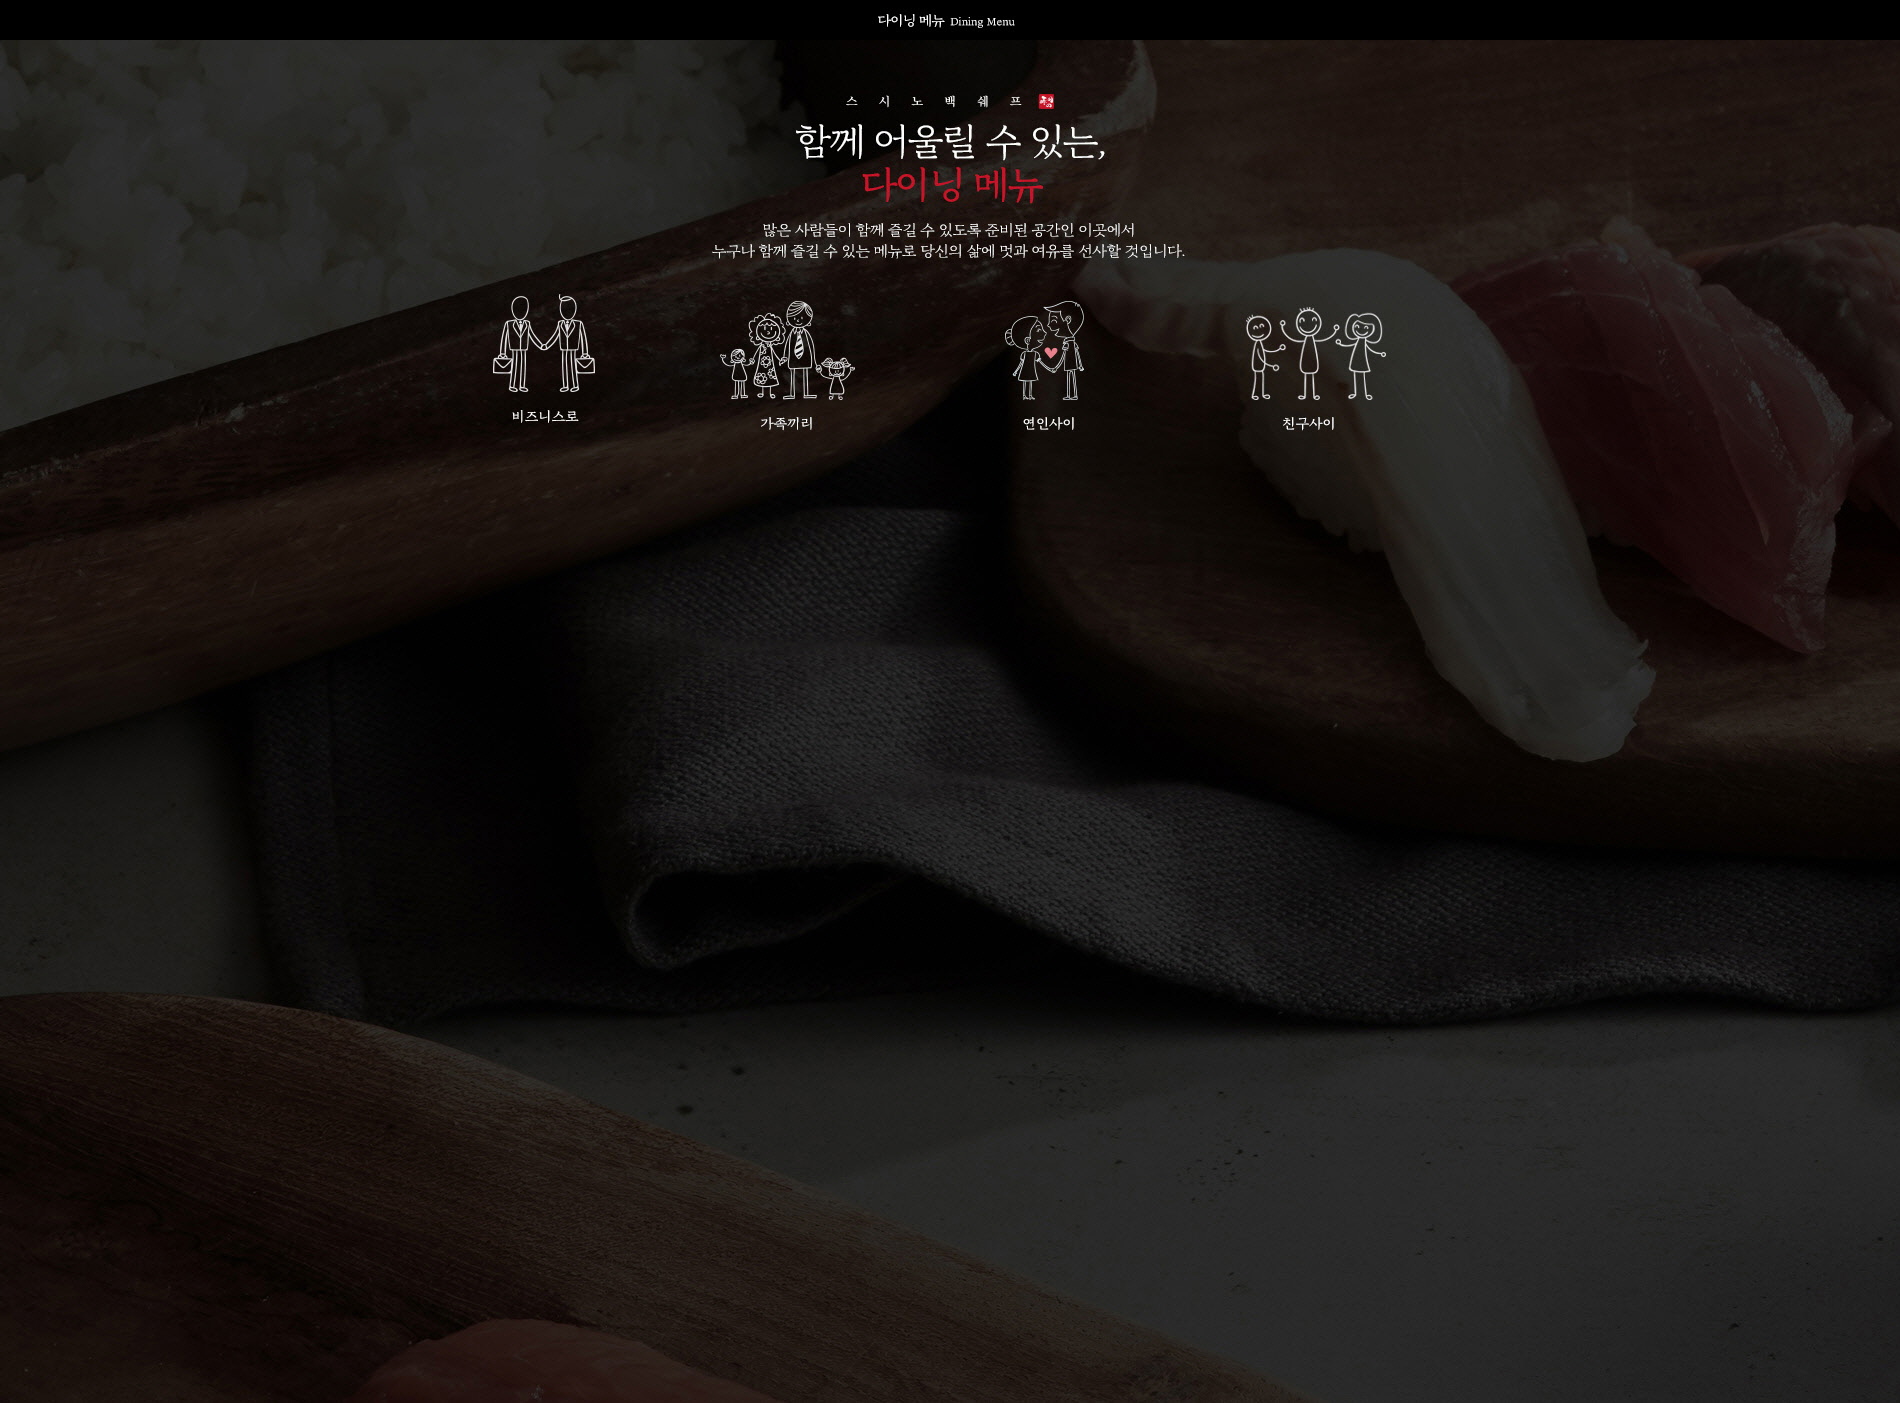 다이닝 메뉴 Dining Menu
스시노백쉐프
함께 어울릴 수 있는,
다이닝 메뉴
많은 사람들이 함께 즐길 수 있도록 준비된 공간인 이곳에서
누구나 함께 즐길 수 있는 메뉴로 당신의 삶에 멋과 여유를 선사할 것입니다.
비즈니스로
가족끼리
연인사이
친구사이